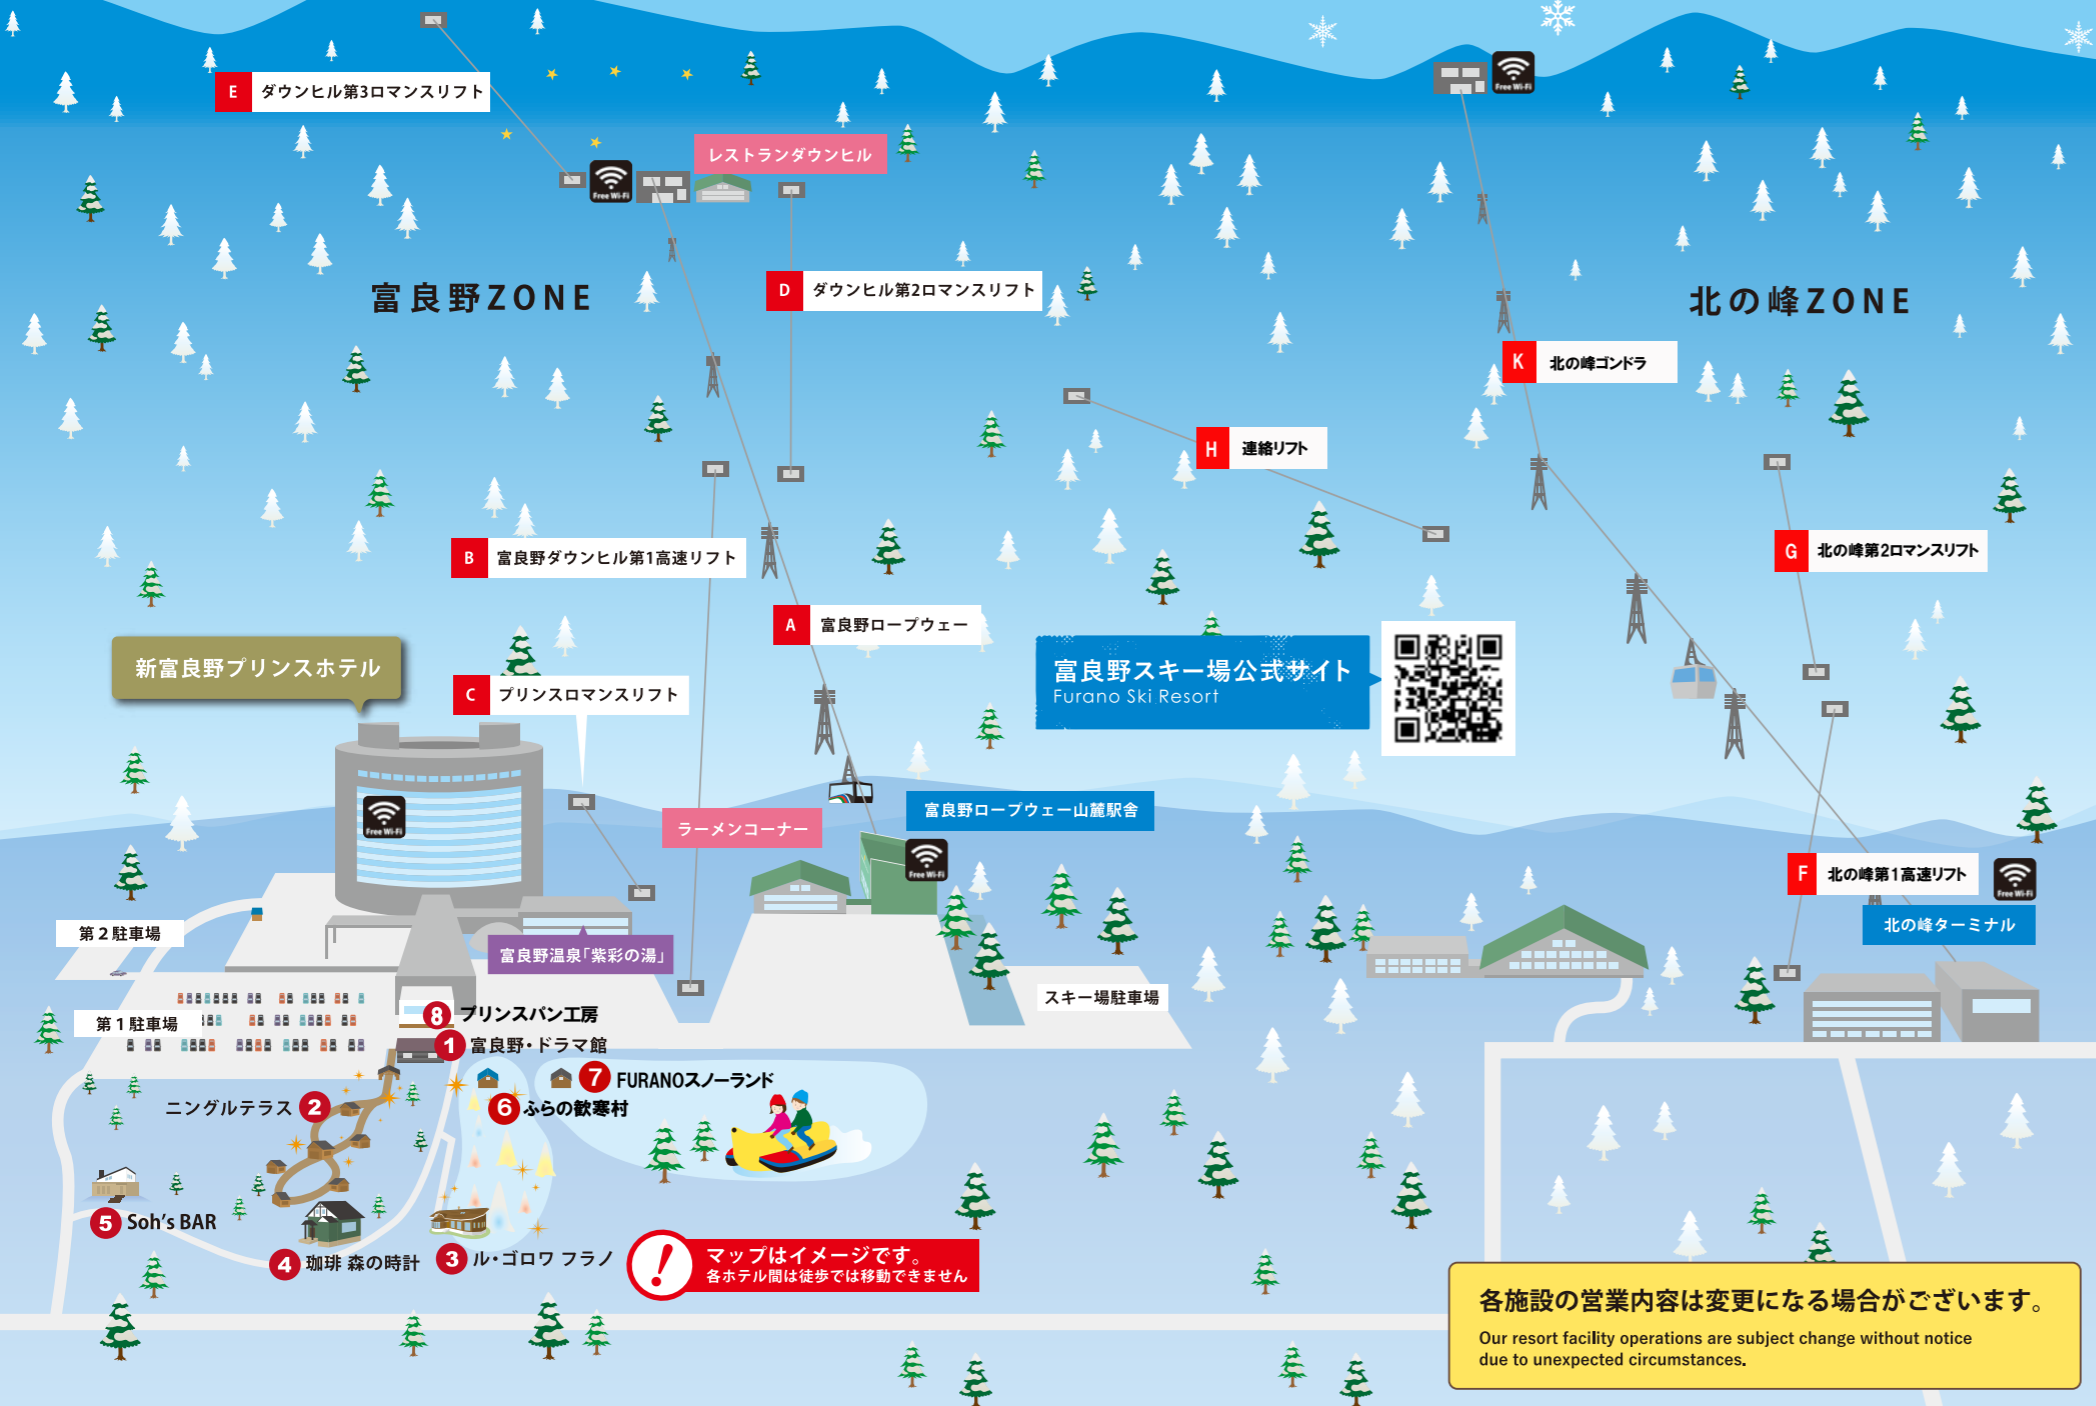 E ダウンヒル第3ロマンスリフト
Free Wi-Fi
レストランダウンヒル
Free Wi-Fi
富良野ZONE
D ダウンヒル第2ロマンスリフト
北の峰ZONE
K 北の峰ゴンドラ
H 連絡リフト
B 富良野ダウンヒル第1高速リフト
G 北の峰第2ロマンスリフト
A 富良野ロープウェー
新富良野プリンスホテル
C プリンスロマンスリフト
富良野スキー場公式サイト
Furano Ski Resort
Free Wi-Fi
ラーメンコーナー
富良野ロープウェー山麓駅舎
Free Wi-Fi
F 北の峰第1高速リフト
Free Wi-Fi
北の峰ターミナル
第2駐車場
富良野温泉「紫彩の湯」
スキー場駐車場
第1駐車場
8 プリンスパン工房
1 富良野・ドラマ館
7 FURANOスノーランド
ニングルテラス 2
6 ふらの歓寒村
5 Soh's BAR
4 珈琲 森の時計
3 ル・ゴロワ フラノ
! マップはイメージです。
各ホテル間は徒歩では移動できません
各施設の営業内容は変更になる場合がございます。
Our resort facility operations are subject change without notice
due to unexpected circumstances.